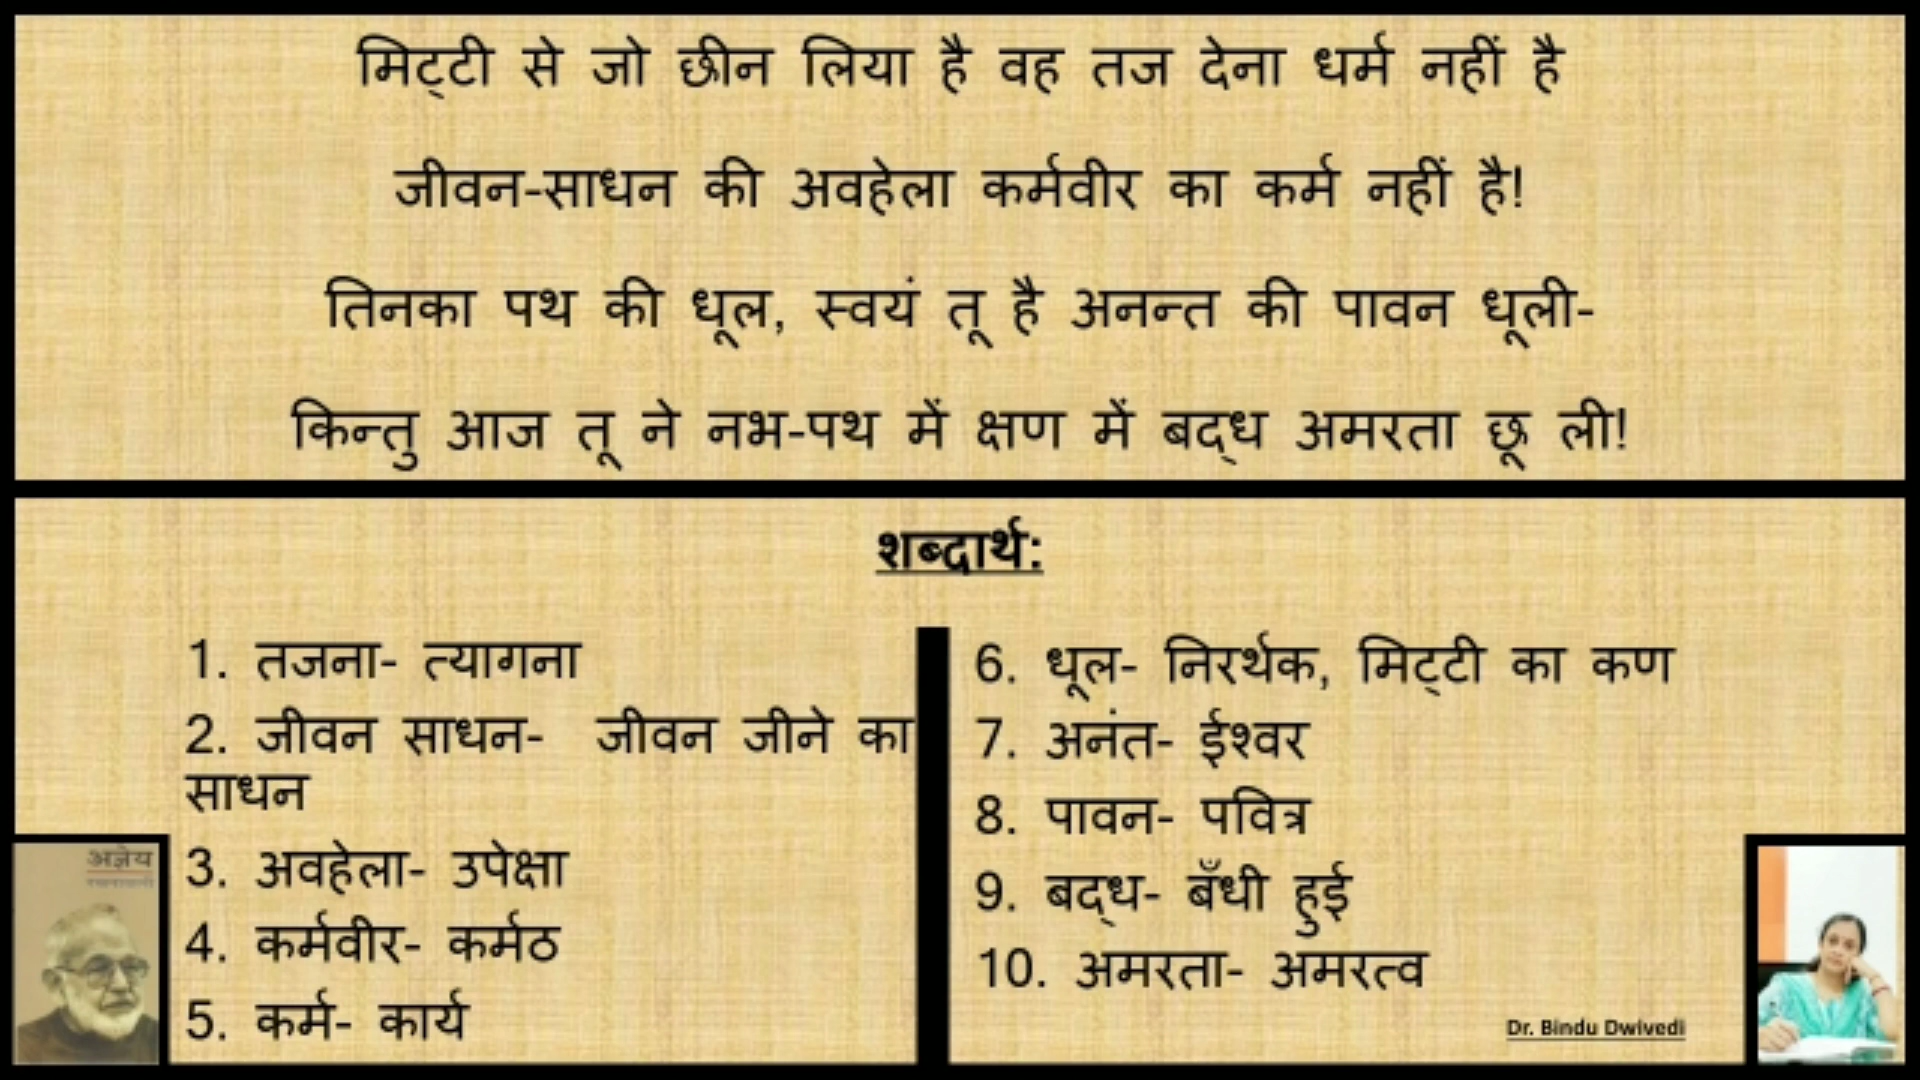 मिट्टी से जो छीन लिया है वह तज देना धर्म नहीं है
जीवन-साधन की अवहेला कर्मवीर का कर्म नहीं है!
तिनका पथ की धूल, स्वयं तू है अनन्त की पावन धूली-
किन्तु आज तू ने नभ-पथ में क्षण में बद्ध अमरता छू ली!
शब्दार्थ:
1. तजना- त्यागना
2. जीवन साधन- जीवन जीने का
साधन
3. अवहेला- उपेक्षा
4. कर्मवीर- कर्मठ
5. कर्म- कार्य
6. धूल- निरर्थक, मिट्टी का कण
7. अनंत- ईश्वर
8. पावन- पवित्र
9. बद्ध- बँधी हुई
10. अमरता- अमरत्व
अज्ञेय
रचनावली
Dr. Bindu Dwivedi